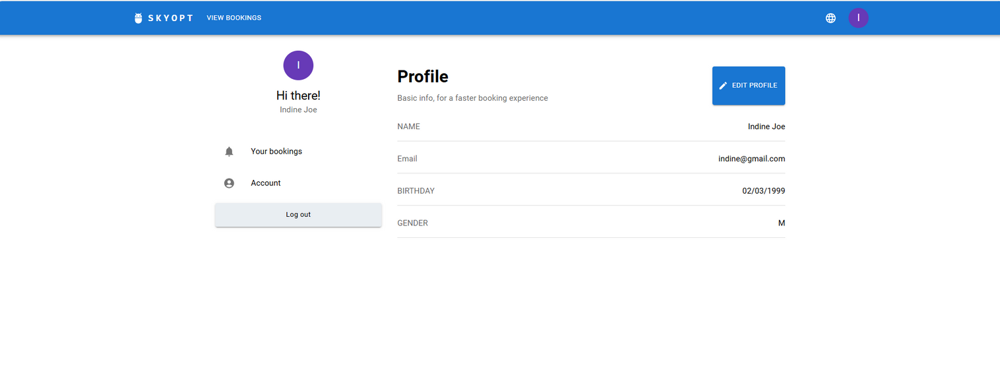 SKYOPT VIEW BOOKINGS I
I
Hi there!
Indine Joe
Your bookings
Account
Log out
Profile
Basic info, for a faster booking experience
EDIT PROFILE
NAME Indine Joe
Email indine@gmail.com
BIRTHDAY 02/03/1999
GENDER M